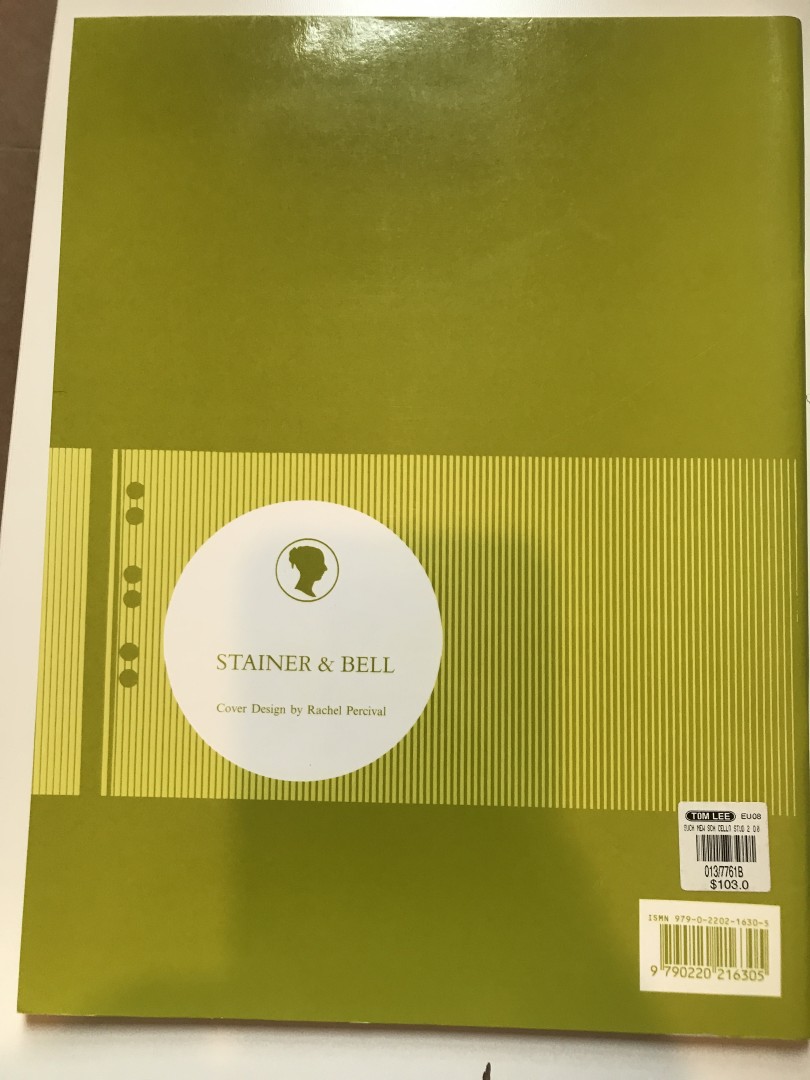 STAINER & BELL
Cover Design by Rachel Percival
TOM LEE EU08
013/7761B
$103.0
ISMN 979-0-2202-1630-5
9 790220 216305